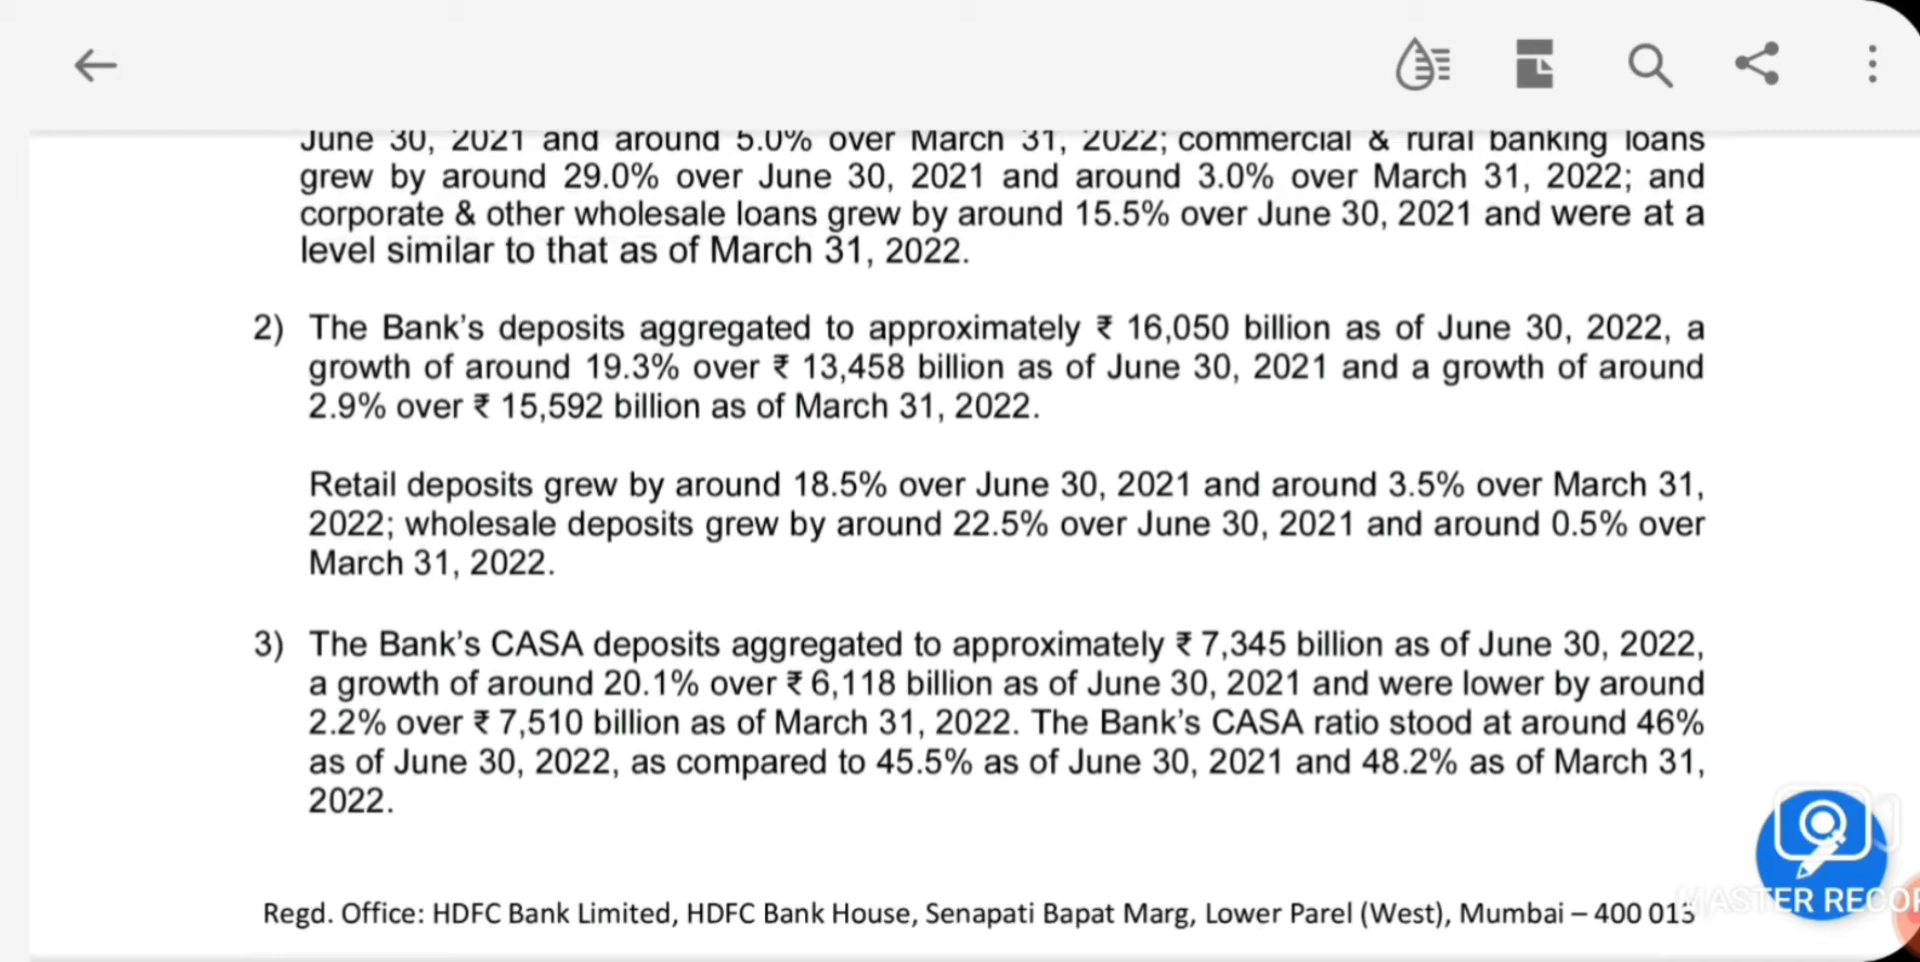 June 30, 2021 and around 5.0% over March 31, 2022; commercial & rural banking loans
grew by around 29.0% over June 30, 2021 and around 3.0% over March 31, 2022; and
corporate & other wholesale loans grew by around 15.5% over June 30, 2021 and were at a
level similar to that as of March 31, 2022.
2) The Bank’s deposits aggregated to approximately ₹ 16,050 billion as of June 30, 2022, a
growth of around 19.3% over ₹ 13,458 billion as of June 30, 2021 and a growth of around
2.9% over ₹ 15,592 billion as of March 31, 2022.
Retail deposits grew by around 18.5% over June 30, 2021 and around 3.5% over March 31,
2022; wholesale deposits grew by around 22.5% over June 30, 2021 and around 0.5% over
March 31, 2022.
3) The Bank’s CASA deposits aggregated to approximately ₹ 7,345 billion as of June 30, 2022,
a growth of around 20.1% over ₹ 6,118 billion as of June 30, 2021 and were lower by around
2.2% over ₹ 7,510 billion as of March 31, 2022. The Bank’s CASA ratio stood at around 46%
as of June 30, 2022, as compared to 45.5% as of June 30, 2021 and 48.2% as of March 31,
2022.
MASTER RECOR
Regd. Office: HDFC Bank Limited, HDFC Bank House, Senapati Bapat Marg, Lower Parel (West), Mumbai – 400 013